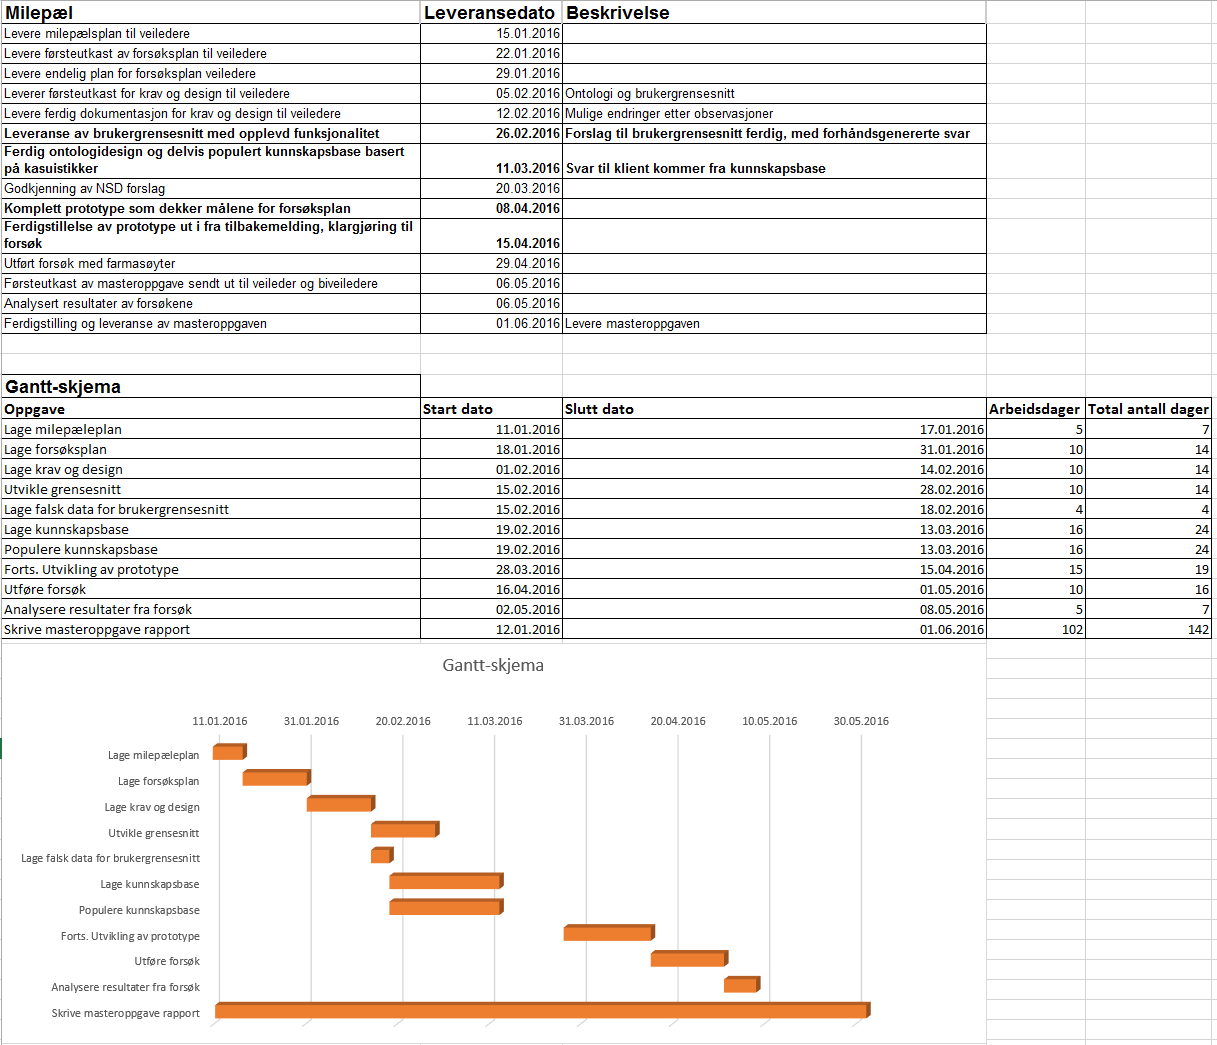 Milepæl Leveransedato Beskrivelse
Levere milepælsplan til veiledere 15.01.2016
Levere førsteutkast av forsøksplan til veiledere 22.01.2016
Levere endelig plan for forsøksplan veiledere 29.01.2016
Leverer førsteutkast for krav og design til veiledere 05.02.2016 Ontologi og brukergrensesnitt
Levere ferdig dokumentasjon for krav og design til veiledere 12.02.2016 Mulige endringer etter observasjoner
Leveranse av brukergrensesnitt med opplevd funksjonalitet 26.02.2016 Forslag til brukergrensesnitt ferdig, med forhåndsgenererte svar
Ferdig ontologidesign og delvis populert kunnskapsbase basert
på kasuistikker 11.03.2016 Svar til klient kommer fra kunnskapsbase
Godkjenning av NSD forslag 20.03.2016
Komplett prototype som dekker målene for forsøksplan 08.04.2016
Ferdigstillelse av prototype ut i fra tilbakemelding, klargjøring til
forsøk 15.04.2016
Utført forsøk med farmasøyter 29.04.2016
Førsteutkast av masteroppgave sendt ut til veileder og biveiledere 06.05.2016
Analysert resultater av forsøkene 06.05.2016
Ferdigstilling og leveranse av masteroppgaven 01.06.2016 Levere masteroppgaven
Gantt-skjema
Oppgave Start dato Slutt dato Arbeidsdager Total antall dager
Lage milepæleplan 11.01.2016 17.01.2016 5 7
Lage forsøksplan 18.01.2016 31.01.2016 10 14
Lage krav og design 01.02.2016 14.02.2016 10 14
Utvikle grensesnitt 15.02.2016 28.02.2016 10 14
Lage falsk data for brukergrensesnitt 15.02.2016 18.02.2016 4 4
Lage kunnskapsbase 19.02.2016 13.03.2016 16 24
Populere kunnskapsbase 19.02.2016 13.03.2016 16 24
Forts. Utvikling av prototype 28.03.2016 15.04.2016 15 19
Utføre forsøk 16.04.2016 01.05.2016 10 16
Analysere resultater fra forsøk 02.05.2016 08.05.2016 5 7
Skrive masteroppgave rapport 12.01.2016 01.06.2016 102 142
Gantt-skjema
11.01.2016 31.01.2016 20.02.2016 11.03.2016 31.03.2016 20.04.2016 10.05.2016 30.05.2016
Lage milepæleplan
Lage forsøksplan
Lage krav og design
Utvikle grensesnitt
Lage falsk data for brukergrensesnitt
Lage kunnskapsbase
Populere kunnskapsbase
Forts. Utvikling av prototype
Utføre forsøk
Analysere resultater fra forsøk
Skrive masteroppgave rapport